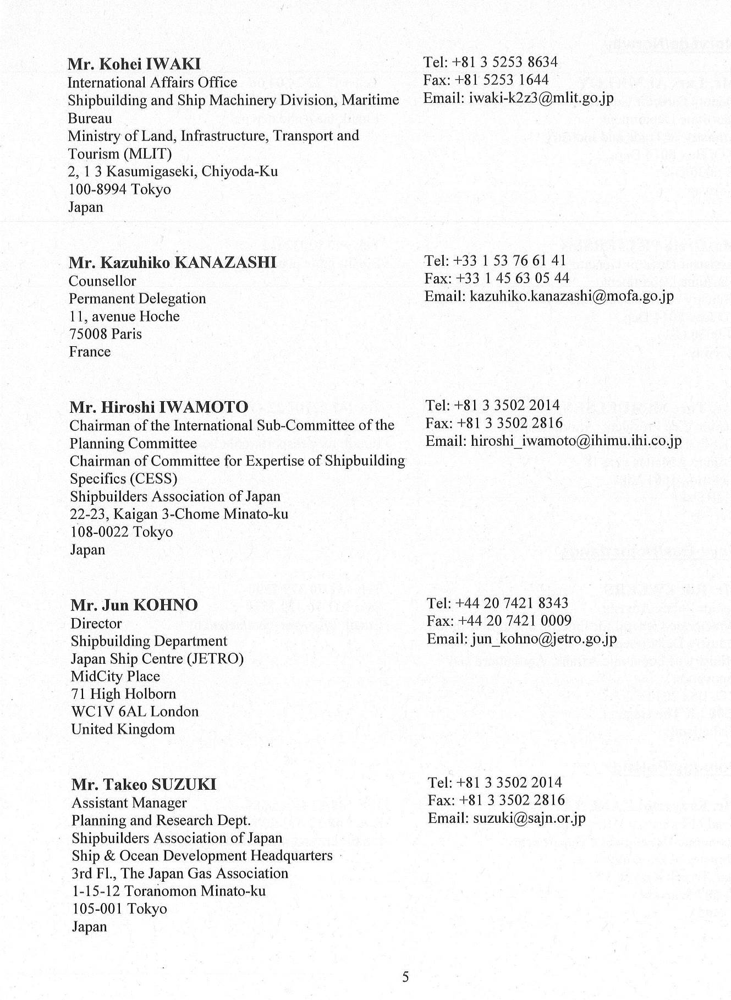 Mr. Kohei IWAKI
International Affairs Office
Shipbuilding and Ship Machinery Division, Maritime
Bureau
Ministry of Land, Infrastructure, Transport and
Tourism (MLIT)
2, 1 3 Kasumigaseki, Chiyoda-Ku
100-8994 Tokyo
Japan
Tel: +81 3 5253 8634
Fax: +81 5253 1644
Email: iwaki-k2z3@mlit.go.jp
Mr. Kazuhiko KANAZASHI
Counsellor
Permanent Delegation
11, avenue Hoche
75008 Paris
France
Tel: +33 1 53 76 61 41
Fax: +33 1 45 63 05 44
Email: kazuhiko.kanazashi@mofa.go.jp
Mr. Hiroshi IWAMOTO
Chairman of the International Sub-Committee of the
Planning Committee
Chairman of Committee for Expertise of Shipbuilding
Specifics (CESS)
Shipbuilders Association of Japan
22-23, Kaigan 3-Chome Minato-ku
108-0022 Tokyo
Japan
Tel: +81 3 3502 2014
Fax: +81 3 3502 2816
Email: hiroshi_iwamoto@ihimu.ihi.co.jp
Mr. Jun KOHNO
Director
Shipbuilding Department
Japan Ship Centre (JETRO)
MidCity Place
71 High Holborn
WC1V 6AL London
United Kingdom
Tel: +44 20 7421 8343
Fax: +44 20 7421 0009
Email: jun_kohno@jetro.go.jp
Mr. Takeo SUZUKI
Assistant Manager
Planning and Research Dept.
Shipbuilders Association of Japan
Ship & Ocean Development Headquarters
3rd Fl., The Japan Gas Association
1-15-12 Toranomon Minato-ku
105-001 Tokyo
Japan
Tel: +81 3 3502 2014
Fax: +81 3 3502 2816
Email: suzuki@sajn.or.jp
5